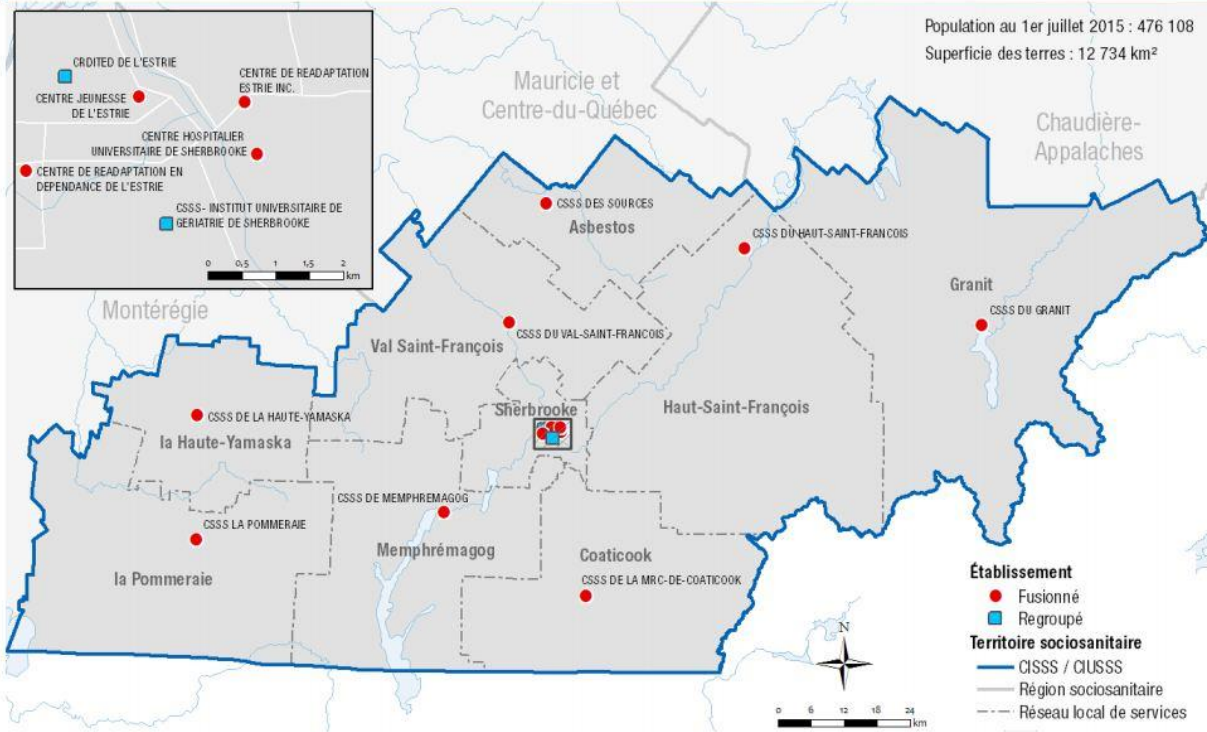 Population au 1er juillet 2015 : 476 108
Superficie des terres : 12 734 km²
CRDITED DE L'ESTRIE
CENTRE JEUNESSE
DE L'ESTRIE
CENTRE DE READAPTATION
ESTRIE INC.
CENTRE HOSPITALIER
UNIVERSITAIRE DE SHERBROOKE
CENTRE DE READAPTATION EN
DEPENDANCE DE L'ESTRIE
CSSS- INSTITUT UNIVERSITAIRE DE
GERIATRIE DE SHERBROOKE
0 0,5 1 1,5 2
km
Mauricie et
Centre-du-Québec
Chaudière-
Appalaches
Montérégie
CSSS DES SOURCES
Asbestos
CSSS DU HAUT-SAINT-FRANCOIS
Granit
CSSS DU GRANIT
CSSS DU VAL-SAINT-FRANCOIS
Val Saint-François
Sherbrooke
Haut-Saint-François
CSSS DE LA HAUTE-YAMASKA
la Haute-Yamaska
CSSS DE MEMPHREMAGOG
CSSS LA POMMERAIE
Memphrémagog
Coaticook
la Pommeraie
CSSS DE LA MRC-DE-COATICOOK
Établissement
Fusionné
Regroupé
Territoire sociosanitaire
CISSS / CIUSSS
Région sociosanitaire
Réseau local de services
N
0 6 12 18 24
km